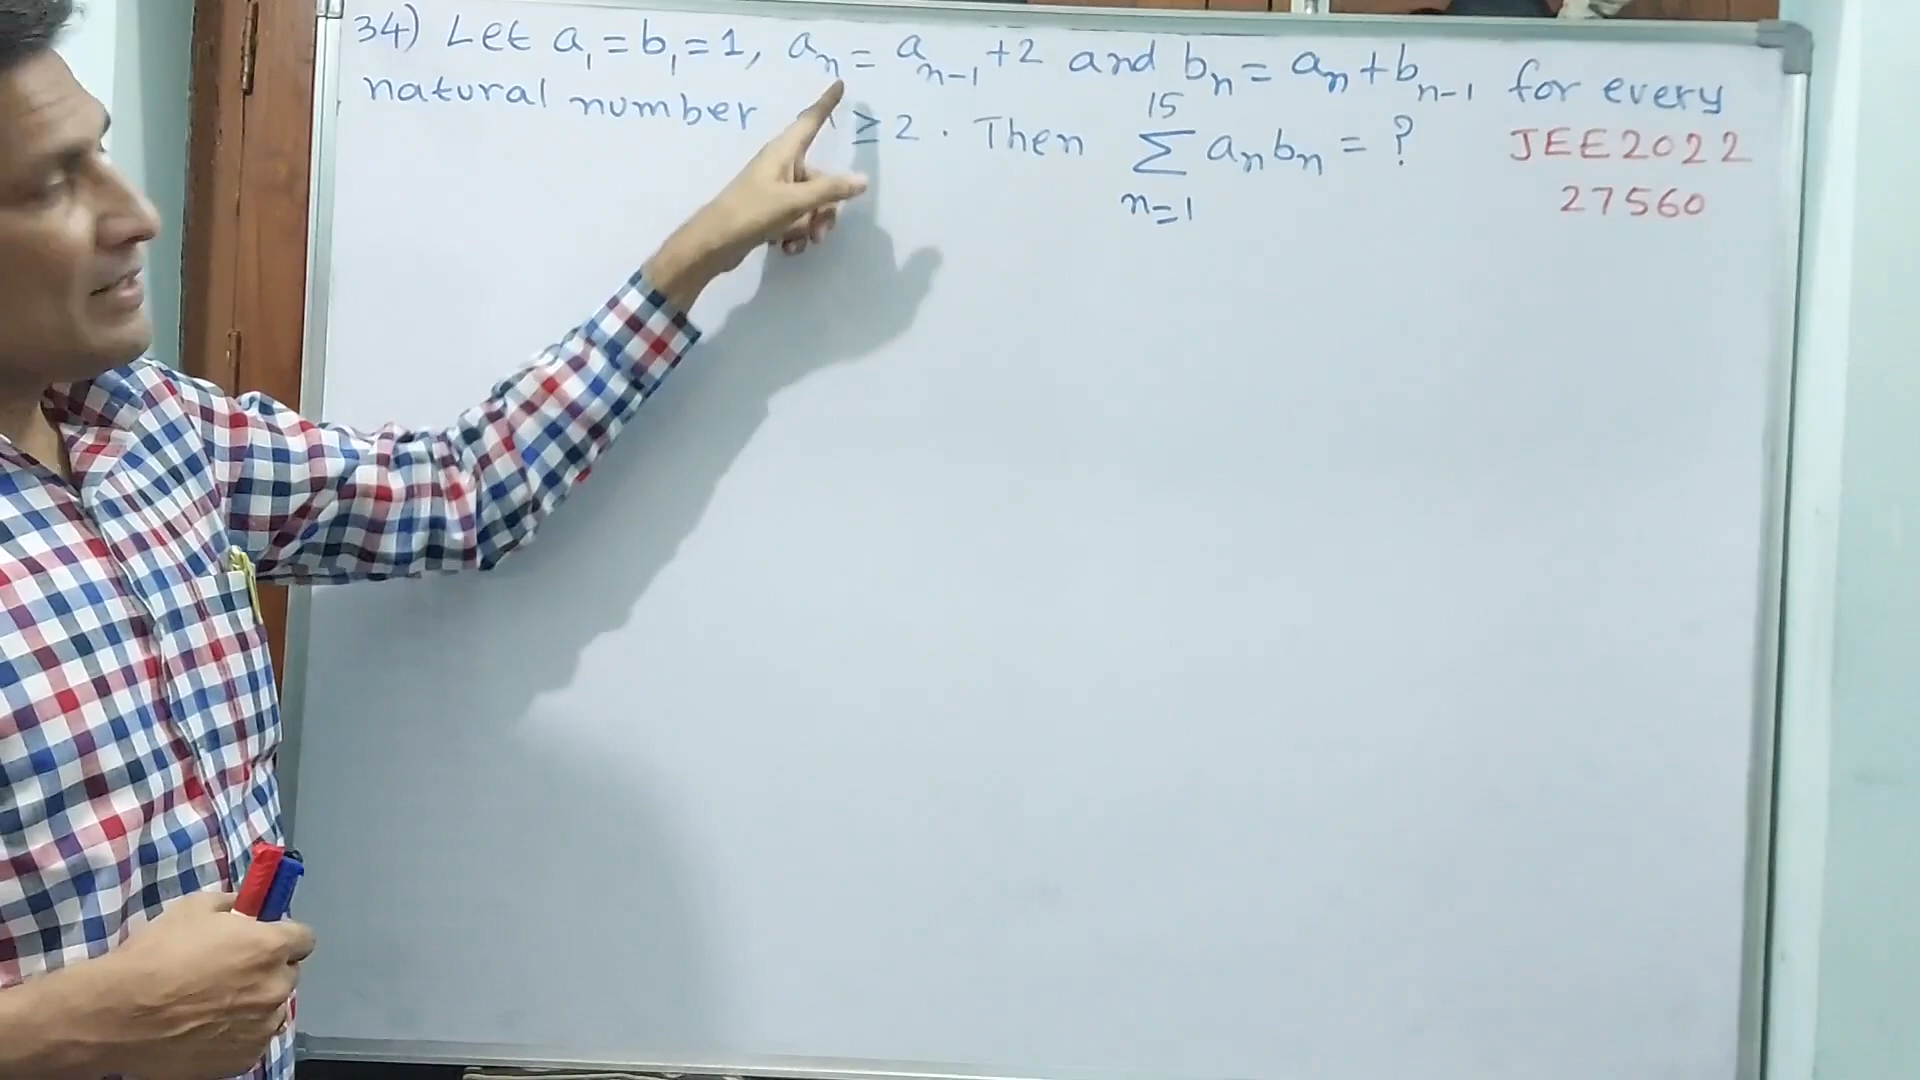 34) Let a₁ = b₁ = 1, aₙ = aₙ₋₁ + 2 and bₙ = aₙ + bₙ₋₁ for every
natural number ≥ 2 . Then \sum_{n=1}^{15} aₙbₙ = ?
JEE2022
27560